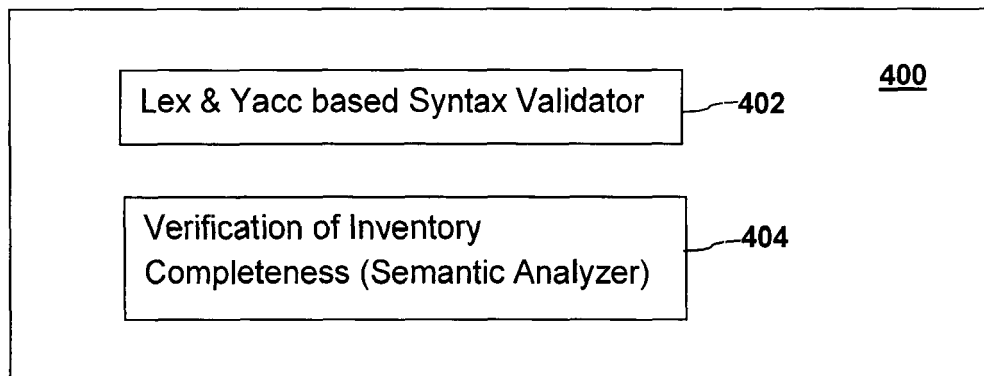 400
Lex & Yacc based Syntax Validator
402
Verification of Inventory
Completeness (Semantic Analyzer)
404